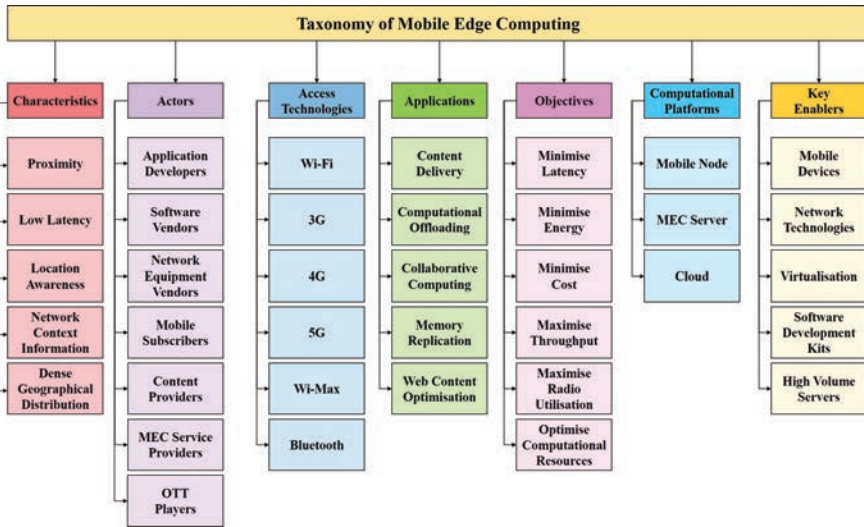 Taxonomy of Mobile Edge Computing
Characteristics
Proximity
Low Latency
Location
Awareness
Network
Context
Information
Dense
Geographical
Distribution
Actors
Application
Developers
Software
Vendors
Network
Equipment
Vendors
Mobile
Subscribers
Content
Providers
MEC Service
Providers
OTT
Players
Access
Technologies
Wi-Fi
3G
4G
5G
Wi-Max
Bluetooth
Applications
Content
Delivery
Computational
Offloading
Collaborative
Computing
Memory
Replication
Web Content
Optimisation
Objectives
Minimise
Latency
Minimise
Energy
Minimise
Cost
Maximise
Throughput
Maximise
Radio
Utilisation
Optimise
Computational
Resources
Computational
Platforms
Mobile Node
MEC Server
Cloud
Key
Enablers
Mobile
Devices
Network
Technologies
Virtualisation
Software
Development
Kits
High Volume
Servers